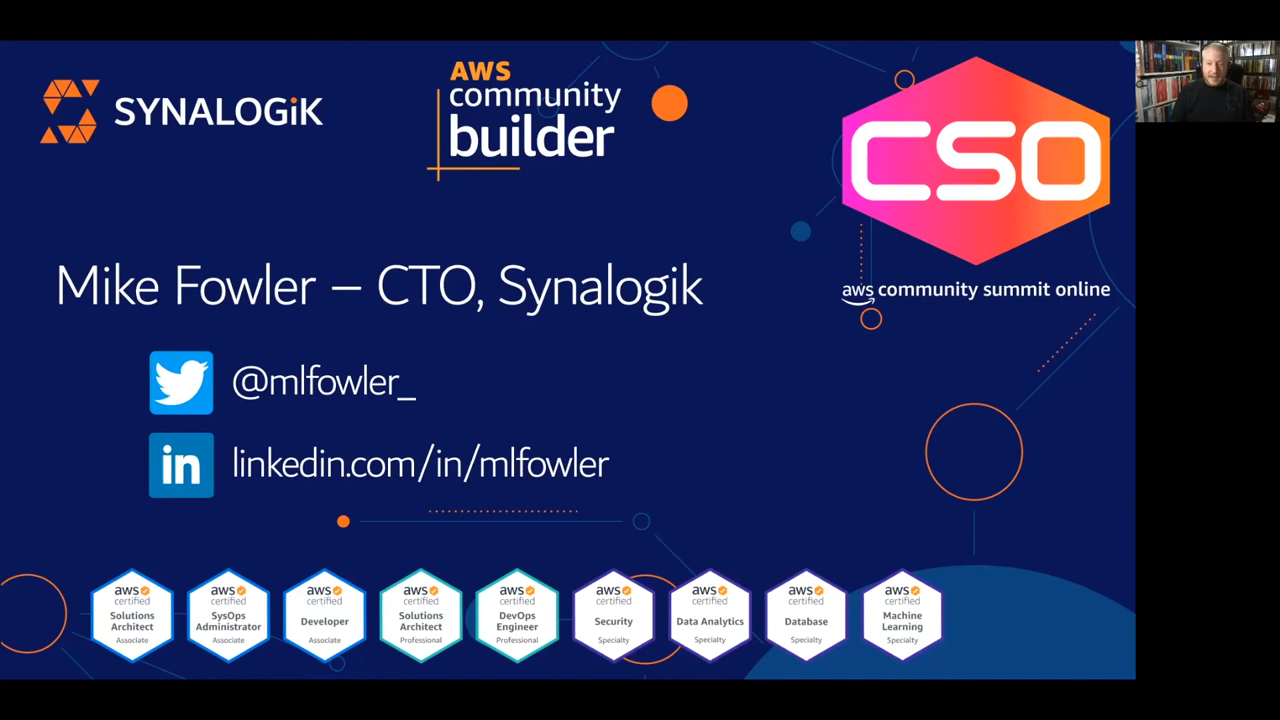 SYNALOGiK
AWS
community
builder
CSO
aws community summit online
Mike Fowler – CTO, Synalogik
@mlfowler_
in
linkedin.com/in/mlfowler
aws
certified
Solutions
Architect
Associate
aws
certified
SysOps
Administrator
Associate
aws
certified
Developer
Associate
aws
certified
Solutions
Architect
Professional
aws
certified
DevOps
Engineer
Professional
aws
certified
Security
Specialty
aws
certified
Data Analytics
Specialty
aws
certified
Database
Specialty
aws
certified
Machine
Learning
Specialty